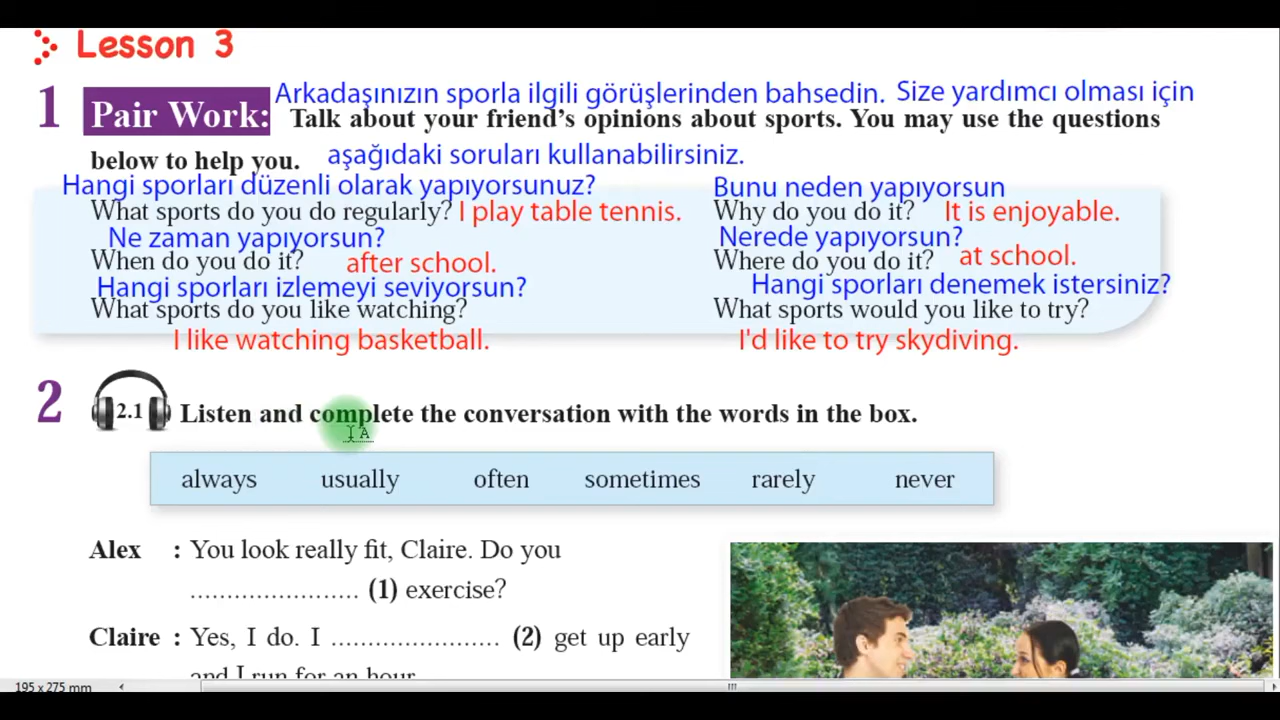 Lesson 3
1 Pair Work: Arkadaşınızın sporla ilgili görüşlerinden bahsedin. Size yardımcı olması için
Talk about your friend's opinions about sports. You may use the questions
below to help you. aşağıdaki soruları kullanabilirsiniz.
Hangi sporları düzenli olarak yapıyorsunuz? Bunu neden yapıyorsun
What sports do you do regularly? I play table tennis. Why do you do it? It is enjoyable.
Ne zaman yapıyorsun? Nerede yapıyorsun?
When do you do it? after school. Where do you do it? at school.
Hangi sporları izlemeyi seviyorsun? Hangi sporları denemek istersiniz?
What sports do you like watching? What sports would you like to try?
I like watching basketball. I'd like to try skydiving.
2 2.1 Listen and complete the conversation with the words in the box.
always usually often sometimes rarely never
Alex : You look really fit, Claire. Do you
....................... (1) exercise?
Claire : Yes, I do. I ....................... (2) get up early
and I run for an hour
195 x 275 mm